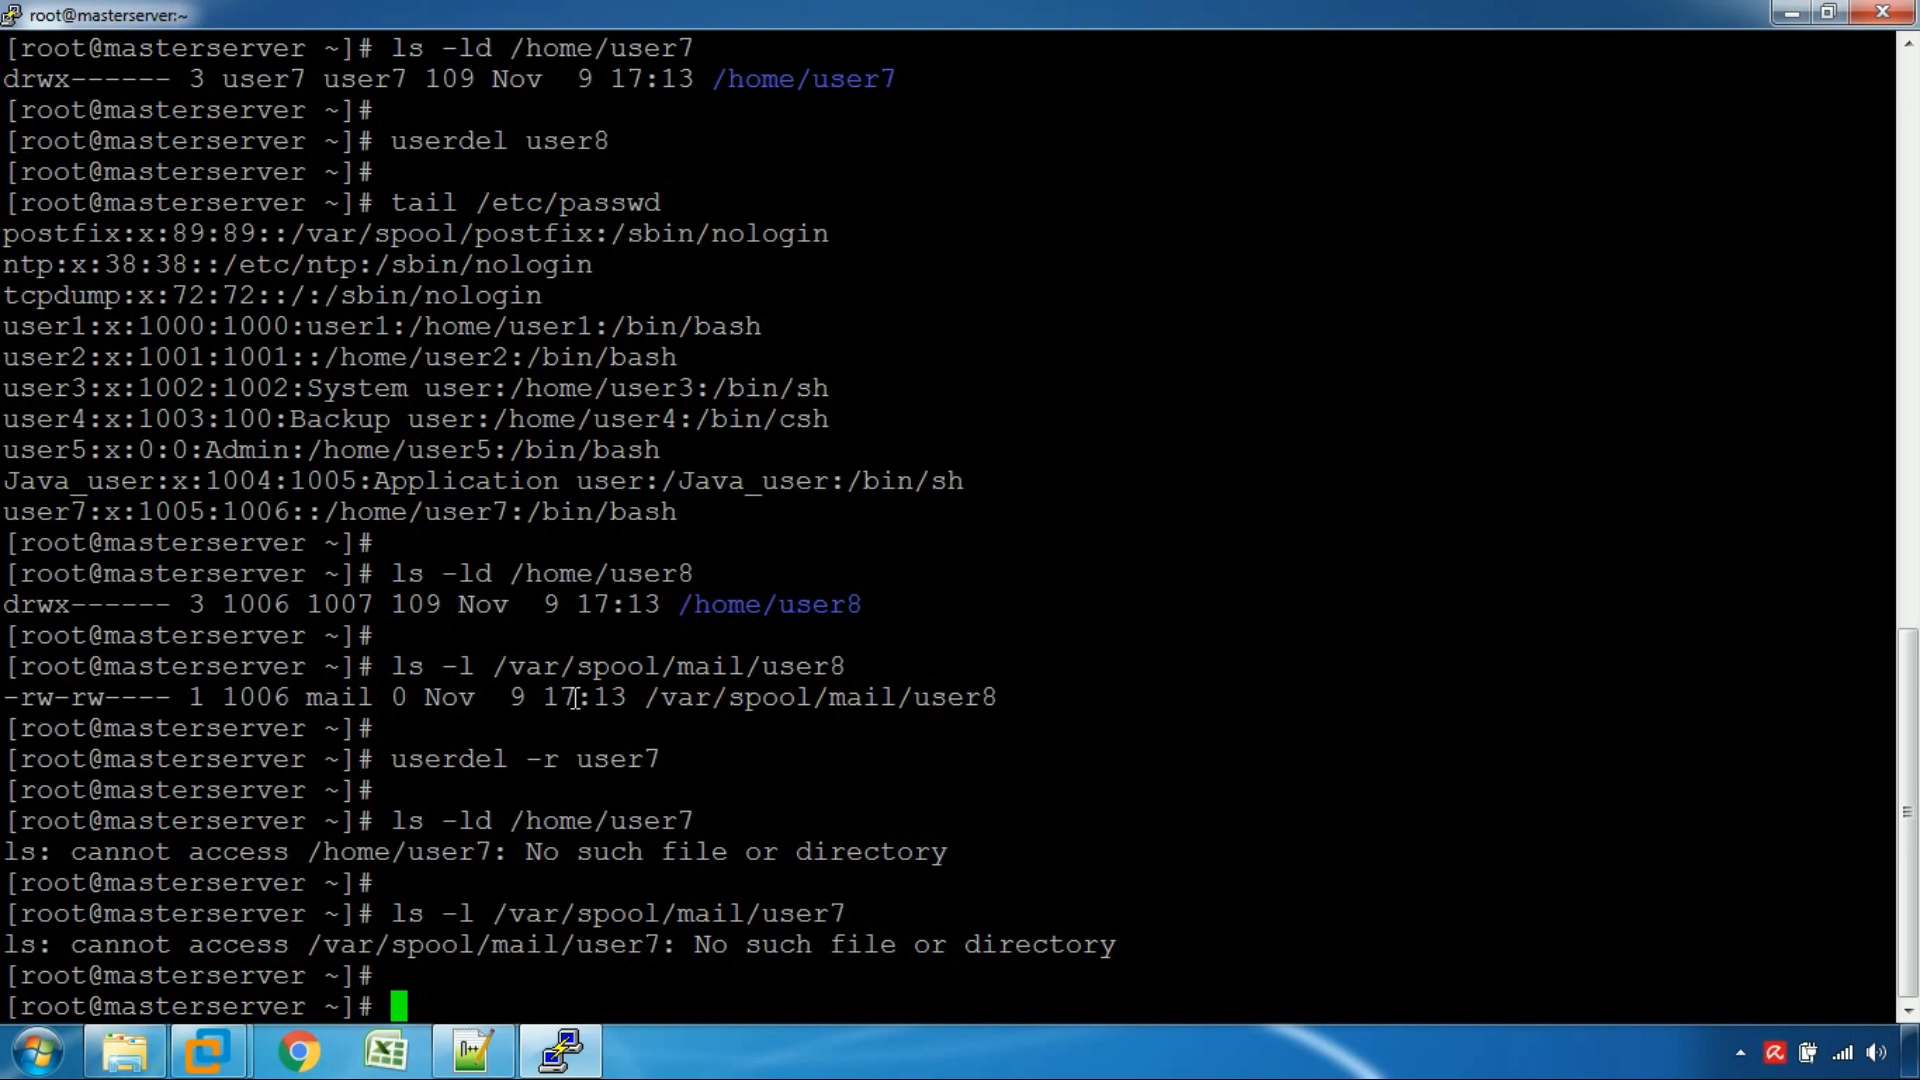 root@masterserver:~
[root@masterserver ~]# ls -ld /home/user7
drwx------ 3 user7 user7 109 Nov  9 17:13 /home/user7
[root@masterserver ~]#
[root@masterserver ~]# userdel user8
[root@masterserver ~]#
[root@masterserver ~]# tail /etc/passwd
postfix:x:89:89::/var/spool/postfix:/sbin/nologin
ntp:x:38:38::/etc/ntp:/sbin/nologin
tcpdump:x:72:72::/:/sbin/nologin
user1:x:1000:1000:user1:/home/user1:/bin/bash
user2:x:1001:1001::/home/user2:/bin/bash
user3:x:1002:1002:System user:/home/user3:/bin/sh
user4:x:1003:100:Backup user:/home/user4:/bin/csh
user5:x:0:0:Admin:/home/user5:/bin/bash
Java_user:x:1004:1005:Application user:/Java_user:/bin/sh
user7:x:1005:1006::/home/user7:/bin/bash
[root@masterserver ~]#
[root@masterserver ~]# ls -ld /home/user8
drwx------ 3 1006 1007 109 Nov  9 17:13 /home/user8
[root@masterserver ~]#
[root@masterserver ~]# ls -l /var/spool/mail/user8
-rw-rw---- 1 1006 mail 0 Nov  9 17:13 /var/spool/mail/user8
[root@masterserver ~]#
[root@masterserver ~]# userdel -r user7
[root@masterserver ~]#
[root@masterserver ~]# ls -ld /home/user7
ls: cannot access /home/user7: No such file or directory
[root@masterserver ~]#
[root@masterserver ~]# ls -l /var/spool/mail/user7
ls: cannot access /var/spool/mail/user7: No such file or directory
[root@masterserver ~]#
[root@masterserver ~]#